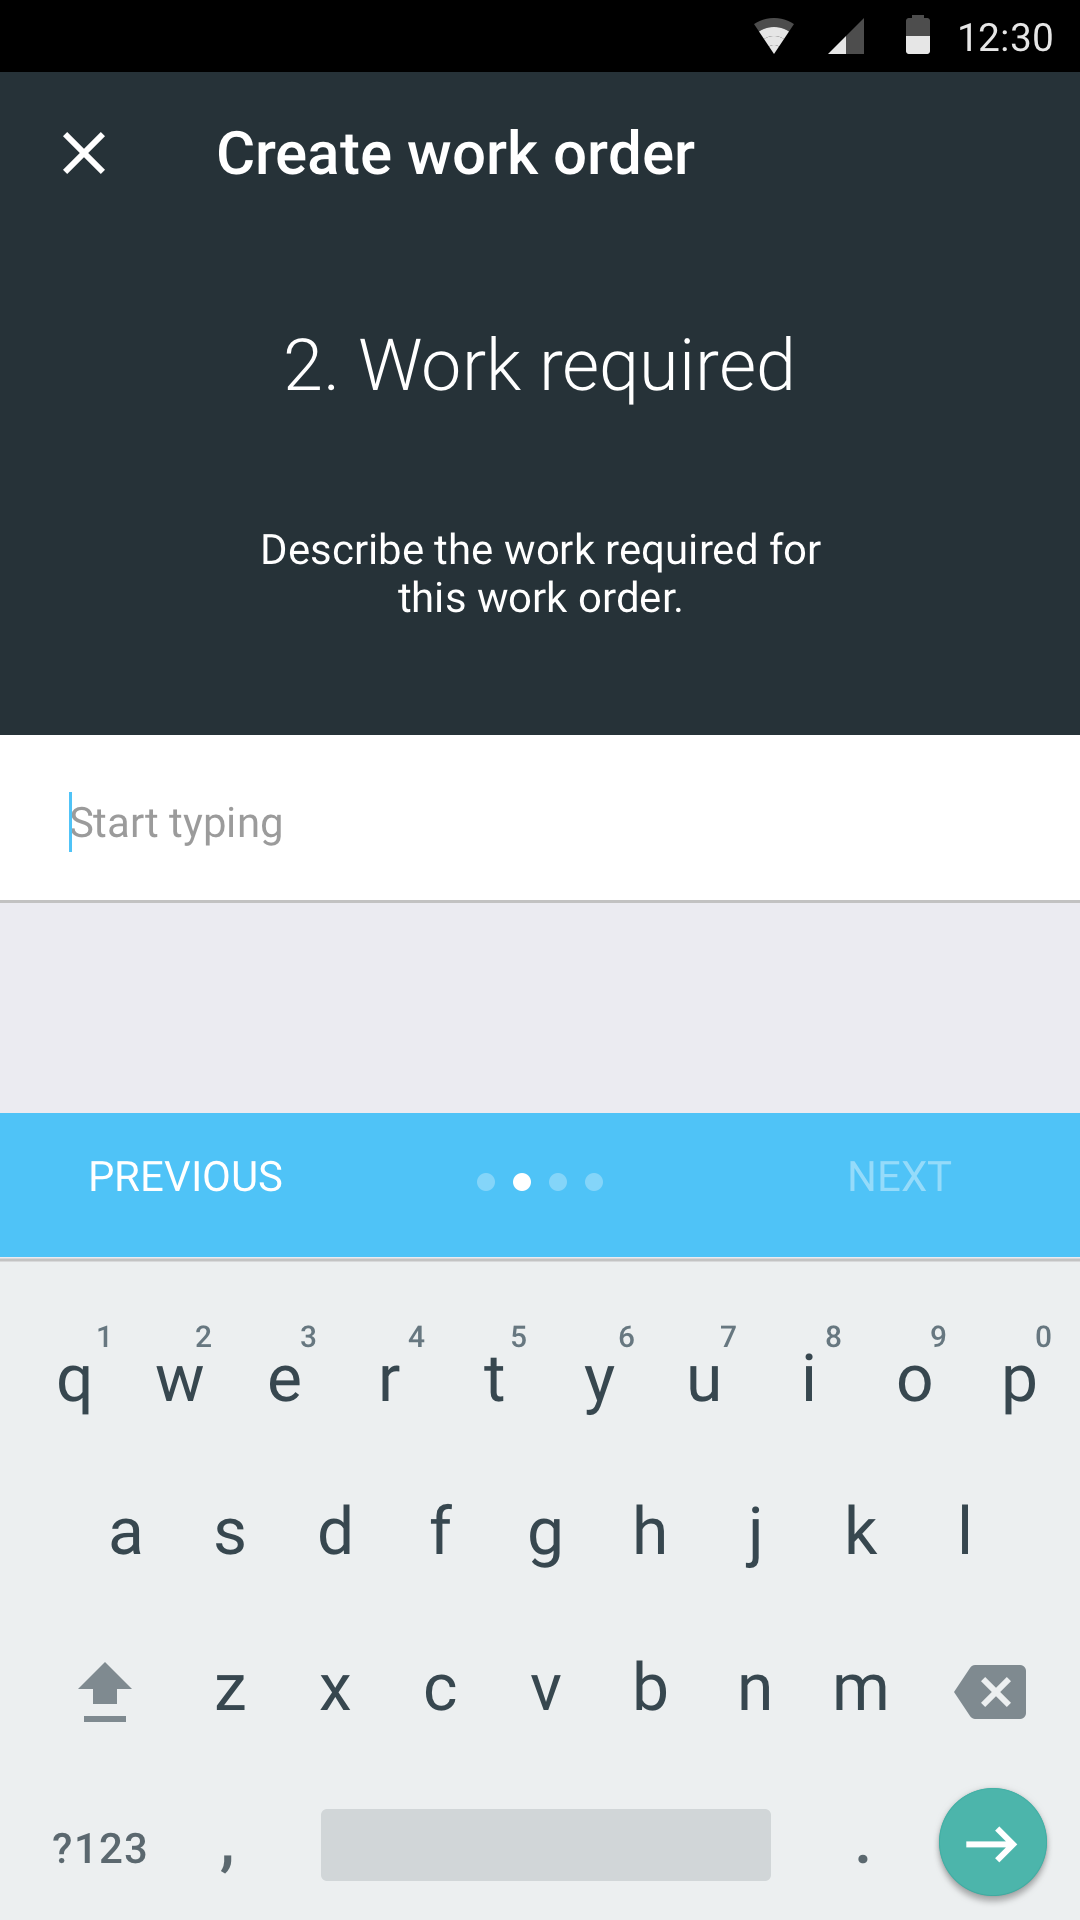 12:30
Create work order
2. Work required
Describe the work required for
this work order.
Start typing
PREVIOUS NEXT
1 2 3 4 5 6 7 8 9 0
q w e r t y u i o p
a s d f g h j k l
z x c v b n m
?123 , .